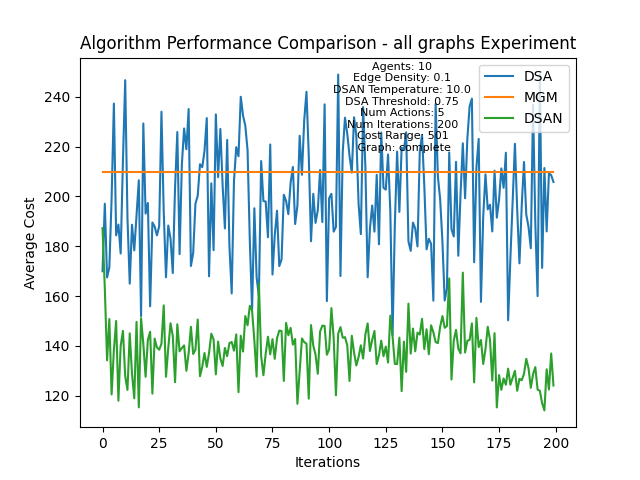 Algorithm Performance Comparison - all graphs Experiment
Agents: 10
Edge Density: 0.1
DSAN Temperature: 10.0
DSA Threshold: 0.75
Num Actions: 5
Num Iterations: 200
Cost Range: 501
Graph: complete
DSA
MGM
DSAN
Average Cost
240
220
200
180
160
140
120
0
25
50
75
100
125
150
175
200
Iterations